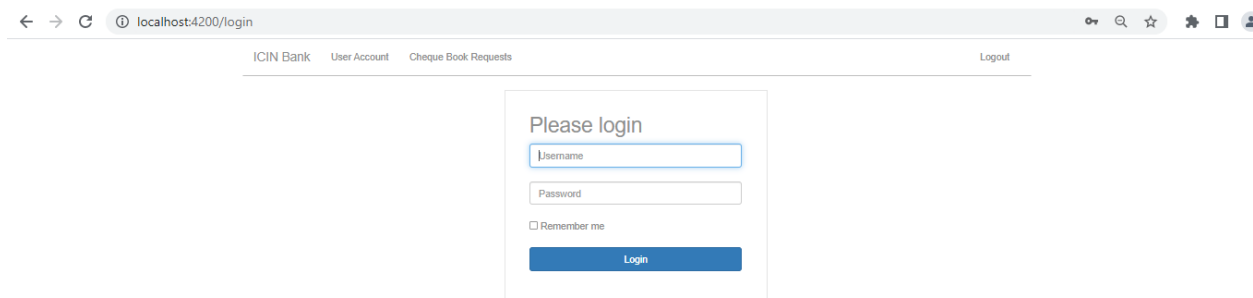 localhost:4200/login
ICIN Bank User Account Cheque Book Requests Logout
Please login
Username
Password
Remember me
Login